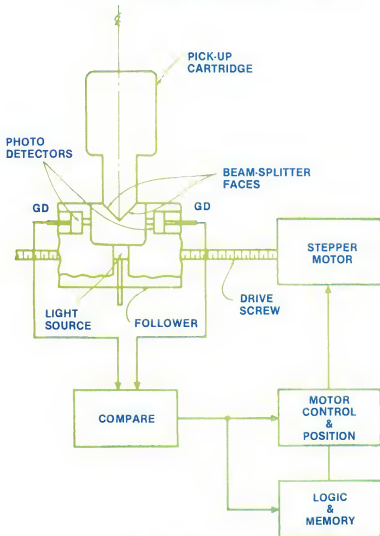 PICK-UP
CARTRIDGE
PHOTO
DETECTORS
BEAM-SPLITTER
FACES
GD
GD
STEPPER
MOTOR
LIGHT
SOURCE
FOLLOWER
DRIVE
SCREW
COMPARE
MOTOR
CONTROL
&
POSITION
LOGIC
&
MEMORY